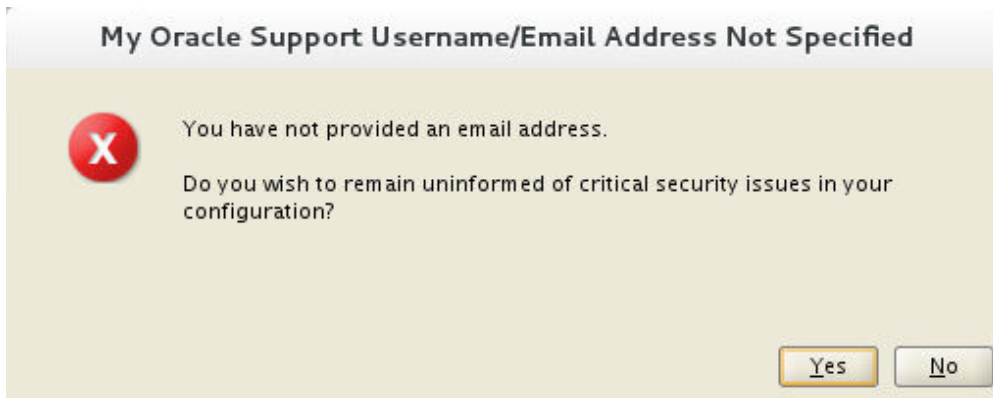 My Oracle Support Username/Email Address Not Specified
X
You have not provided an email address.
Do you wish to remain uninformed of critical security issues in your
configuration?
Yes
No